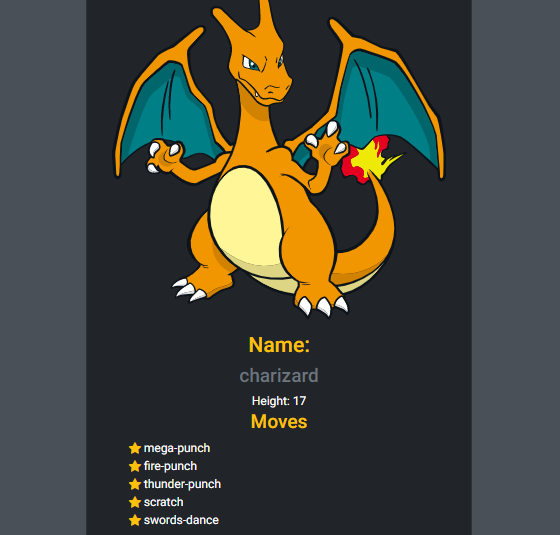 Name:
charizard
Height: 17
Moves
mega-punch
fire-punch
thunder-punch
scratch
swords-dance